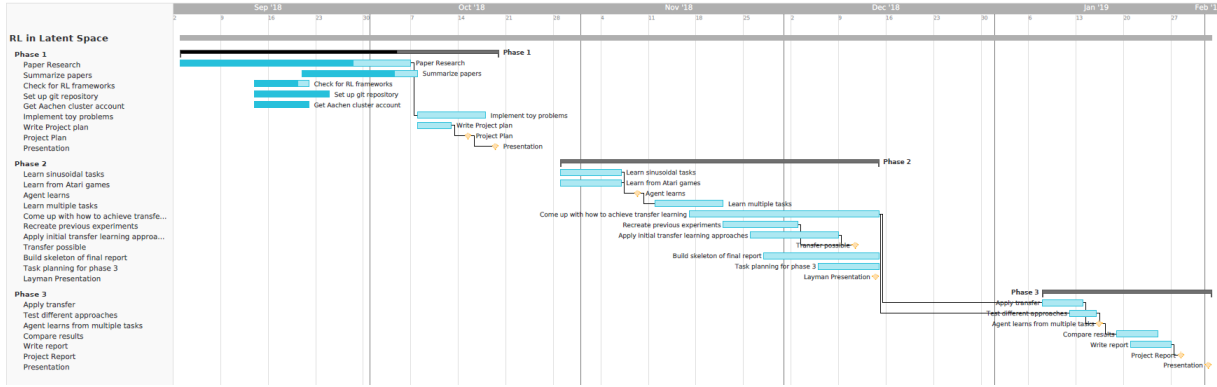 Sep '18 Oct '18 Nov '18 Dec '18 Jan '19 Feb '1
2 9 16 23 30 7 14 21 28 4 11 18 25 2 9 16 23 30 6 13 20 27 3
RL in Latent Space
Phase 1 Phase 1
Paper Research Paper Research
Summarize papers Summarize papers
Check for RL frameworks Check for RL frameworks
Set up git repository Set up git repository
Get Aachen cluster account Get Aachen cluster account
Implement toy problems Implement toy problems
Write Project plan Write Project plan
Project Plan Project Plan
Presentation Presentation
Phase 2 Phase 2
Learn sinusoidal tasks Learn sinusoidal tasks
Learn from Atari games Learn from Atari games
Agent learns Agent learns
Learn multiple tasks Learn multiple tasks
Come up with how to achieve transfe... Come up with how to achieve transfer learning
Recreate previous experiments Recreate previous experiments
Apply initial transfer learning approa... Apply initial transfer learning approaches
Transfer possible Transfer possible
Build skeleton of final report Build skeleton of final report
Task planning for phase 3 Task planning for phase 3
Layman Presentation Layman Presentation
Phase 3 Phase 3
Apply transfer Apply transfer
Test different approaches Test different approaches
Agent learns from multiple tasks Agent learns from multiple tasks
Compare results Compare results
Write report Write report
Project Report Project Report
Presentation Presentation